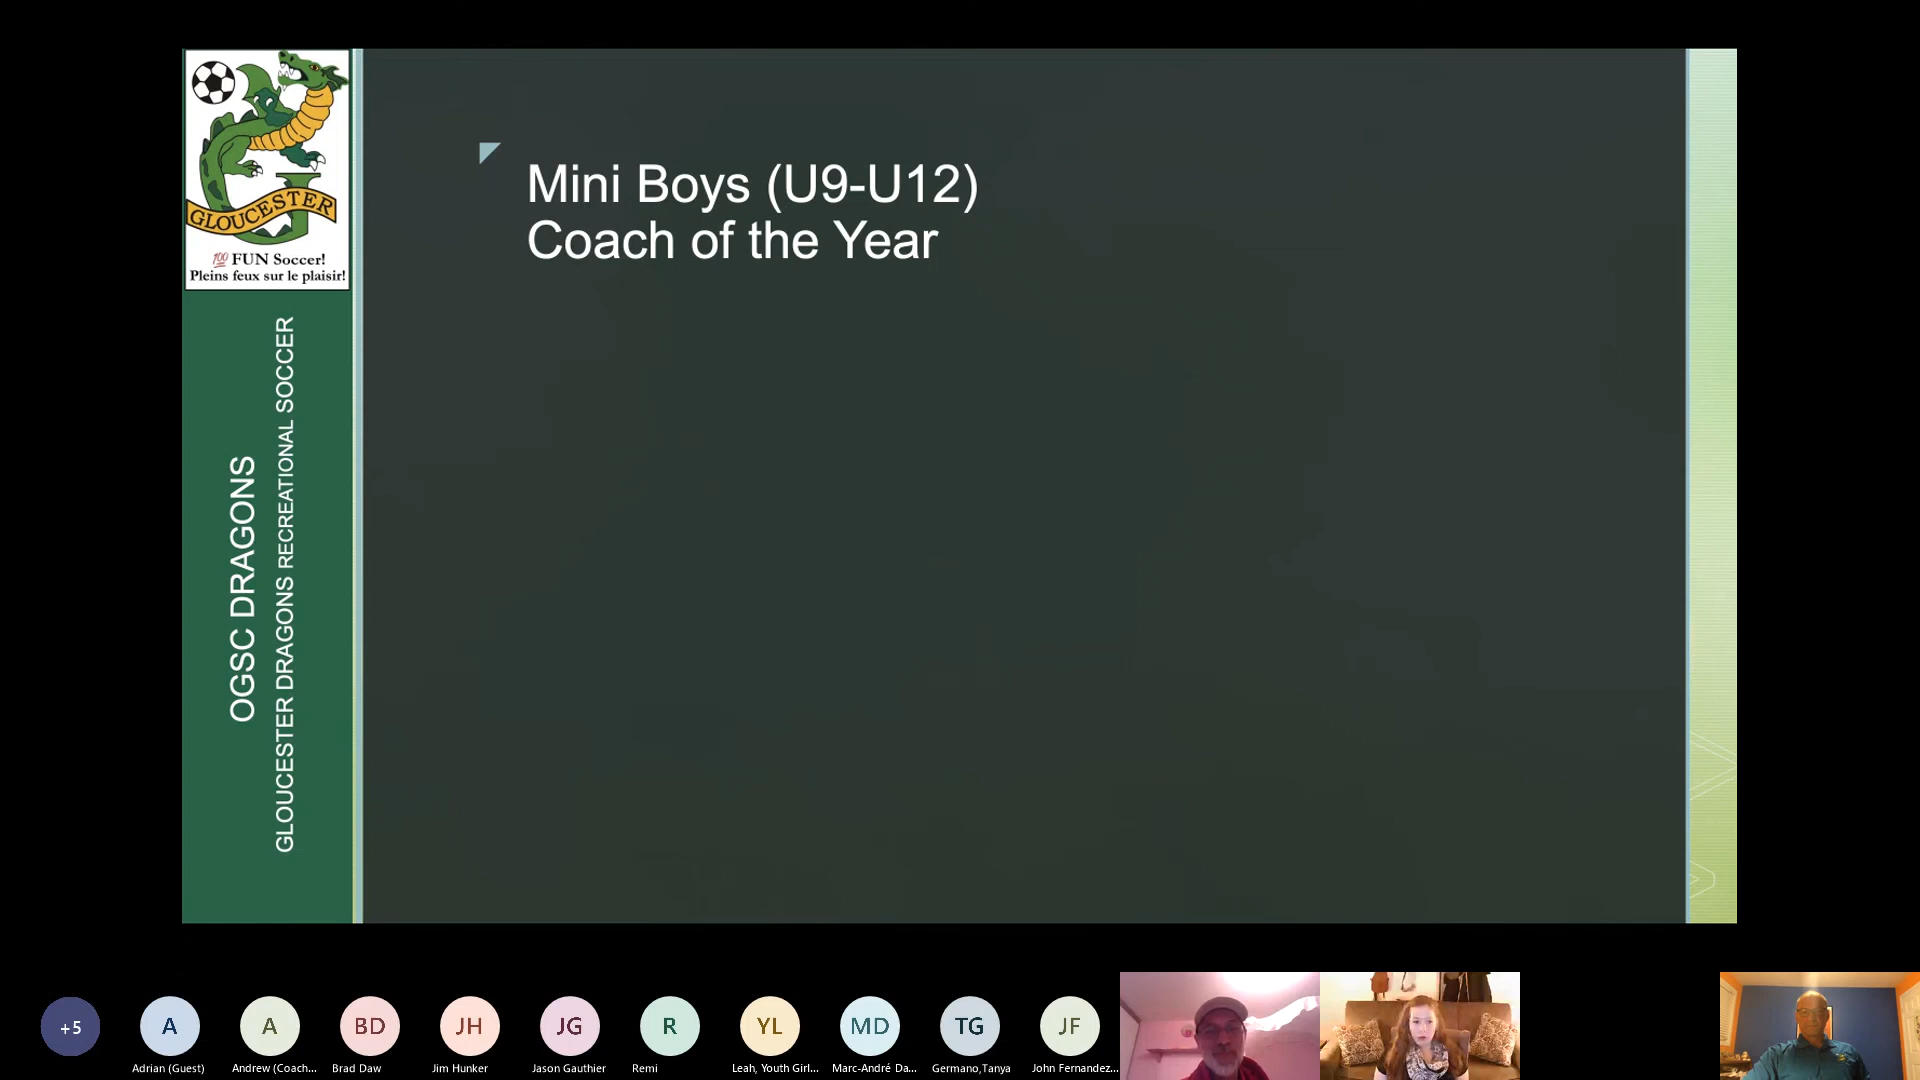 GLOUCESTER
💯 FUN Soccer!
Pleins feux sur le plaisir!
OGSC DRAGONS
GLOUCESTER DRAGONS RECREATIONAL SOCCER
Mini Boys (U9-U12)
Coach of the Year
+5
A
A
BD
JH
JG
R
YL
MD
TG
JF
Adrian (Guest)
Andrew (Coach...
Brad Daw
Jim Hunker
Jason Gauthier
Remi
Leah, Youth Girl...
Marc-André Da...
Germano,Tanya
John Fernandez...